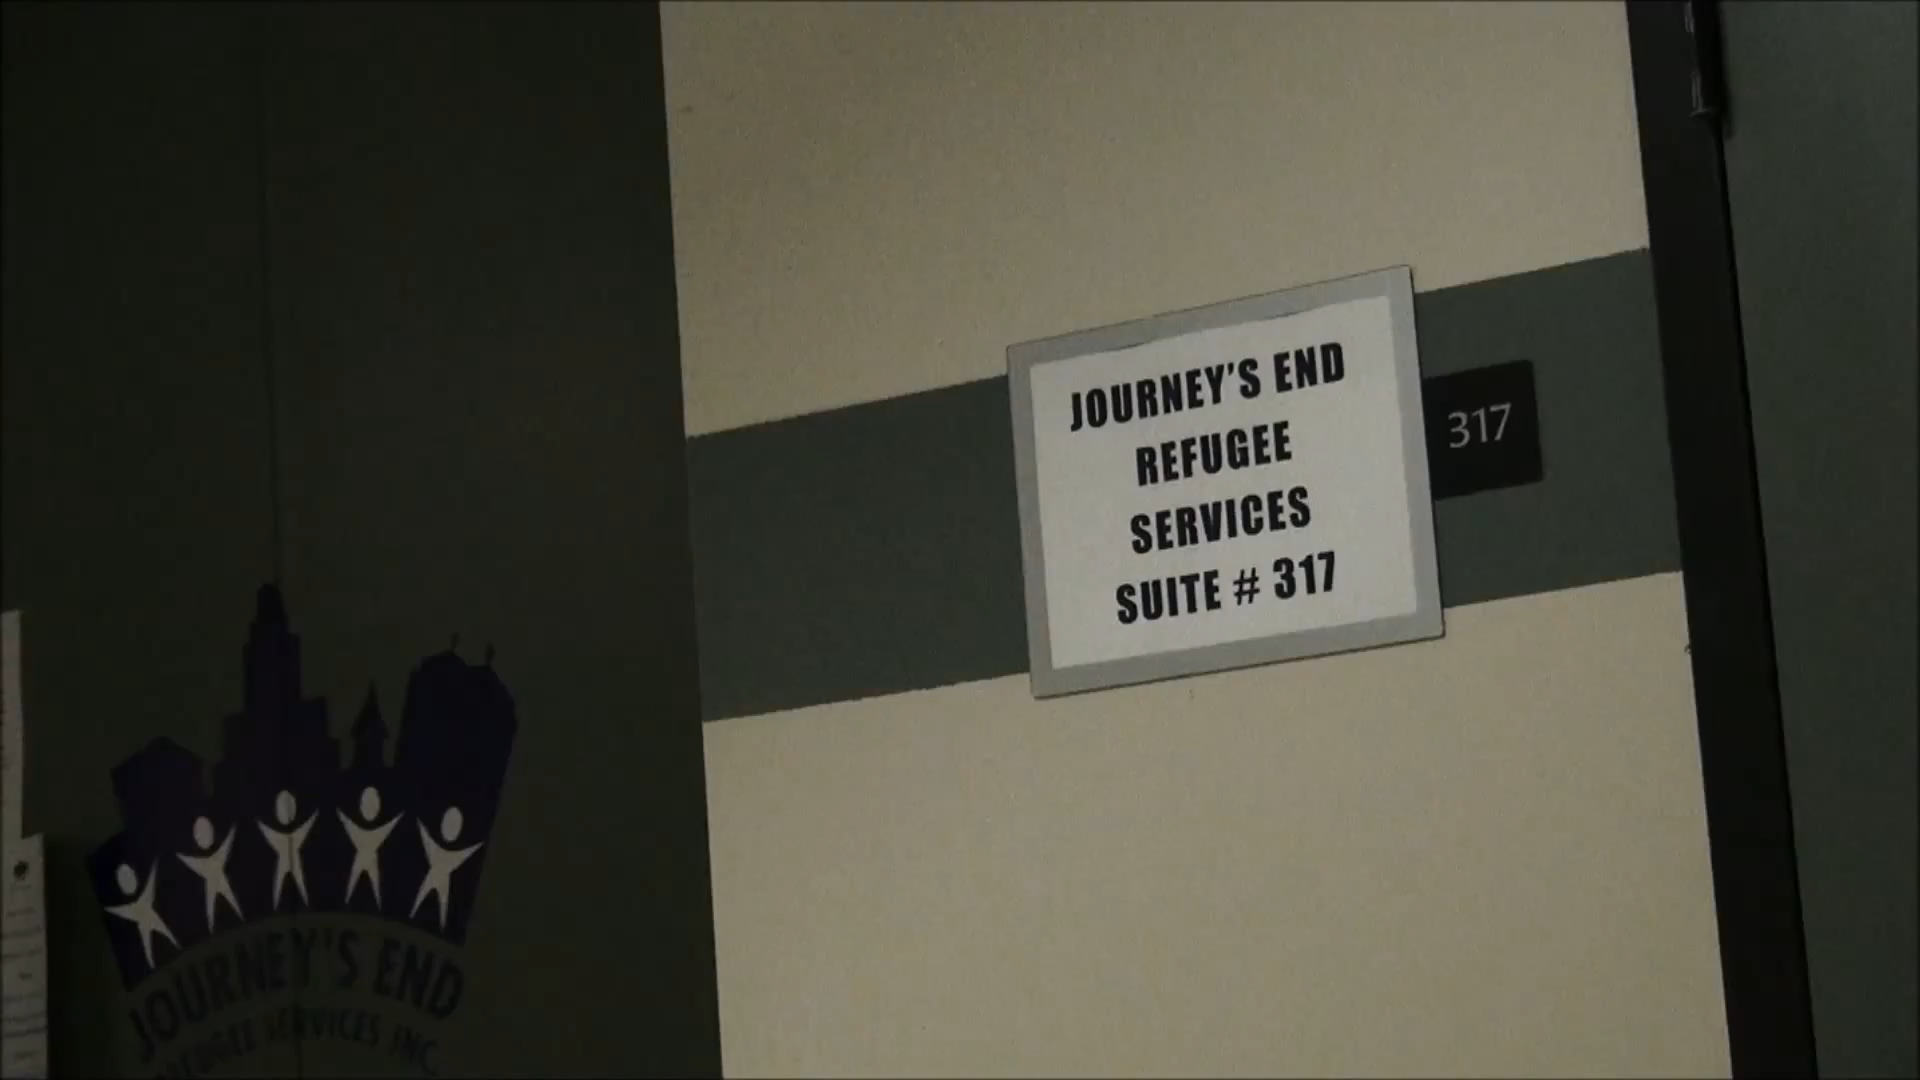 JOURNEY'S END
REFUGEE
SERVICES
SUITE # 317
317
JOURNEY'S END
REFUGEE SERVICES INC.